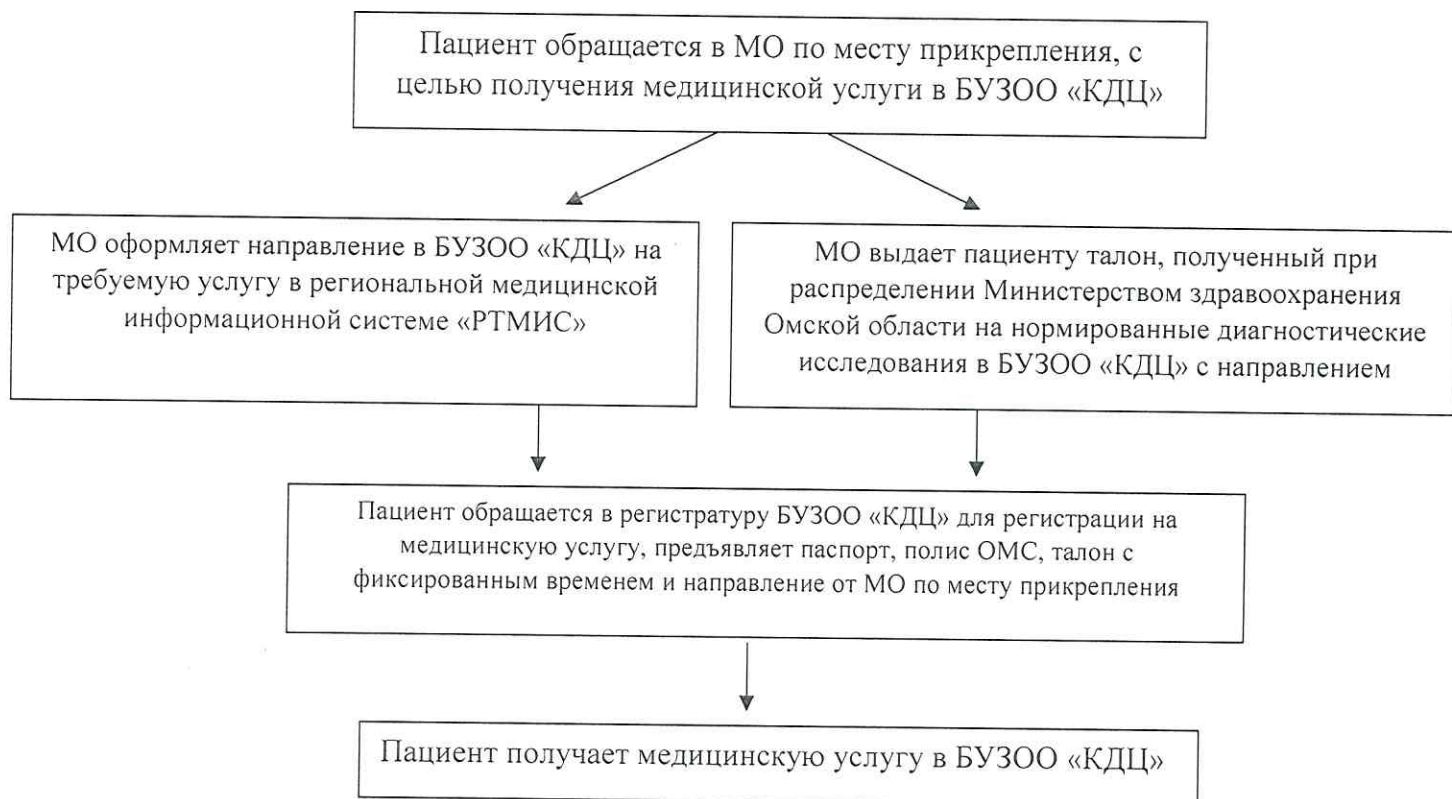 Пациент обращается в МО по месту прикрепления, с
целью получения медицинской услуги в БУЗОО «КДЦ»
МО оформляет направление в БУЗОО «КДЦ» на
требуемую услугу в региональной медицинской
информационной системе «РТМИС»
МО выдает пациенту талон, полученный при
распределении Министерством здравоохранения
Омской области на нормированные диагностические
исследования в БУЗОО «КДЦ» с направлением
Пациент обращается в регистратуру БУЗОО «КДЦ» для регистрации на
медицинскую услугу, предъявляет паспорт, полис ОМС, талон с
фиксированным временем и направление от МО по месту прикрепления
Пациент получает медицинскую услугу в БУЗОО «КДЦ»